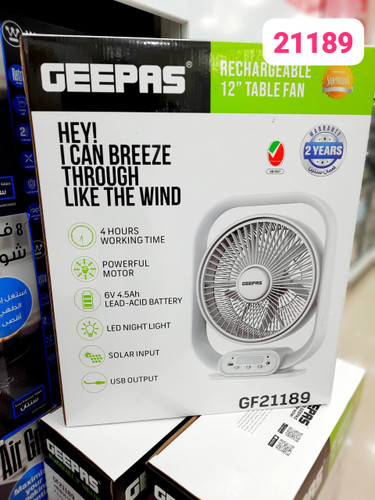 21189
GEEPAS®
RECHARGEABLE
12" TABLE FAN
WARRANTY
2 YEARS
HEY!
I CAN BREEZE
THROUGH
LIKE THE WIND
4 HOURS
WORKING TIME
POWERFUL
MOTOR
6V 4.5Ah
LEAD-ACID BATTERY
LED NIGHT LIGHT
SOLAR INPUT
USB OUTPUT
GEEPAS
GF21189
Air
GEEPAS
GF21189